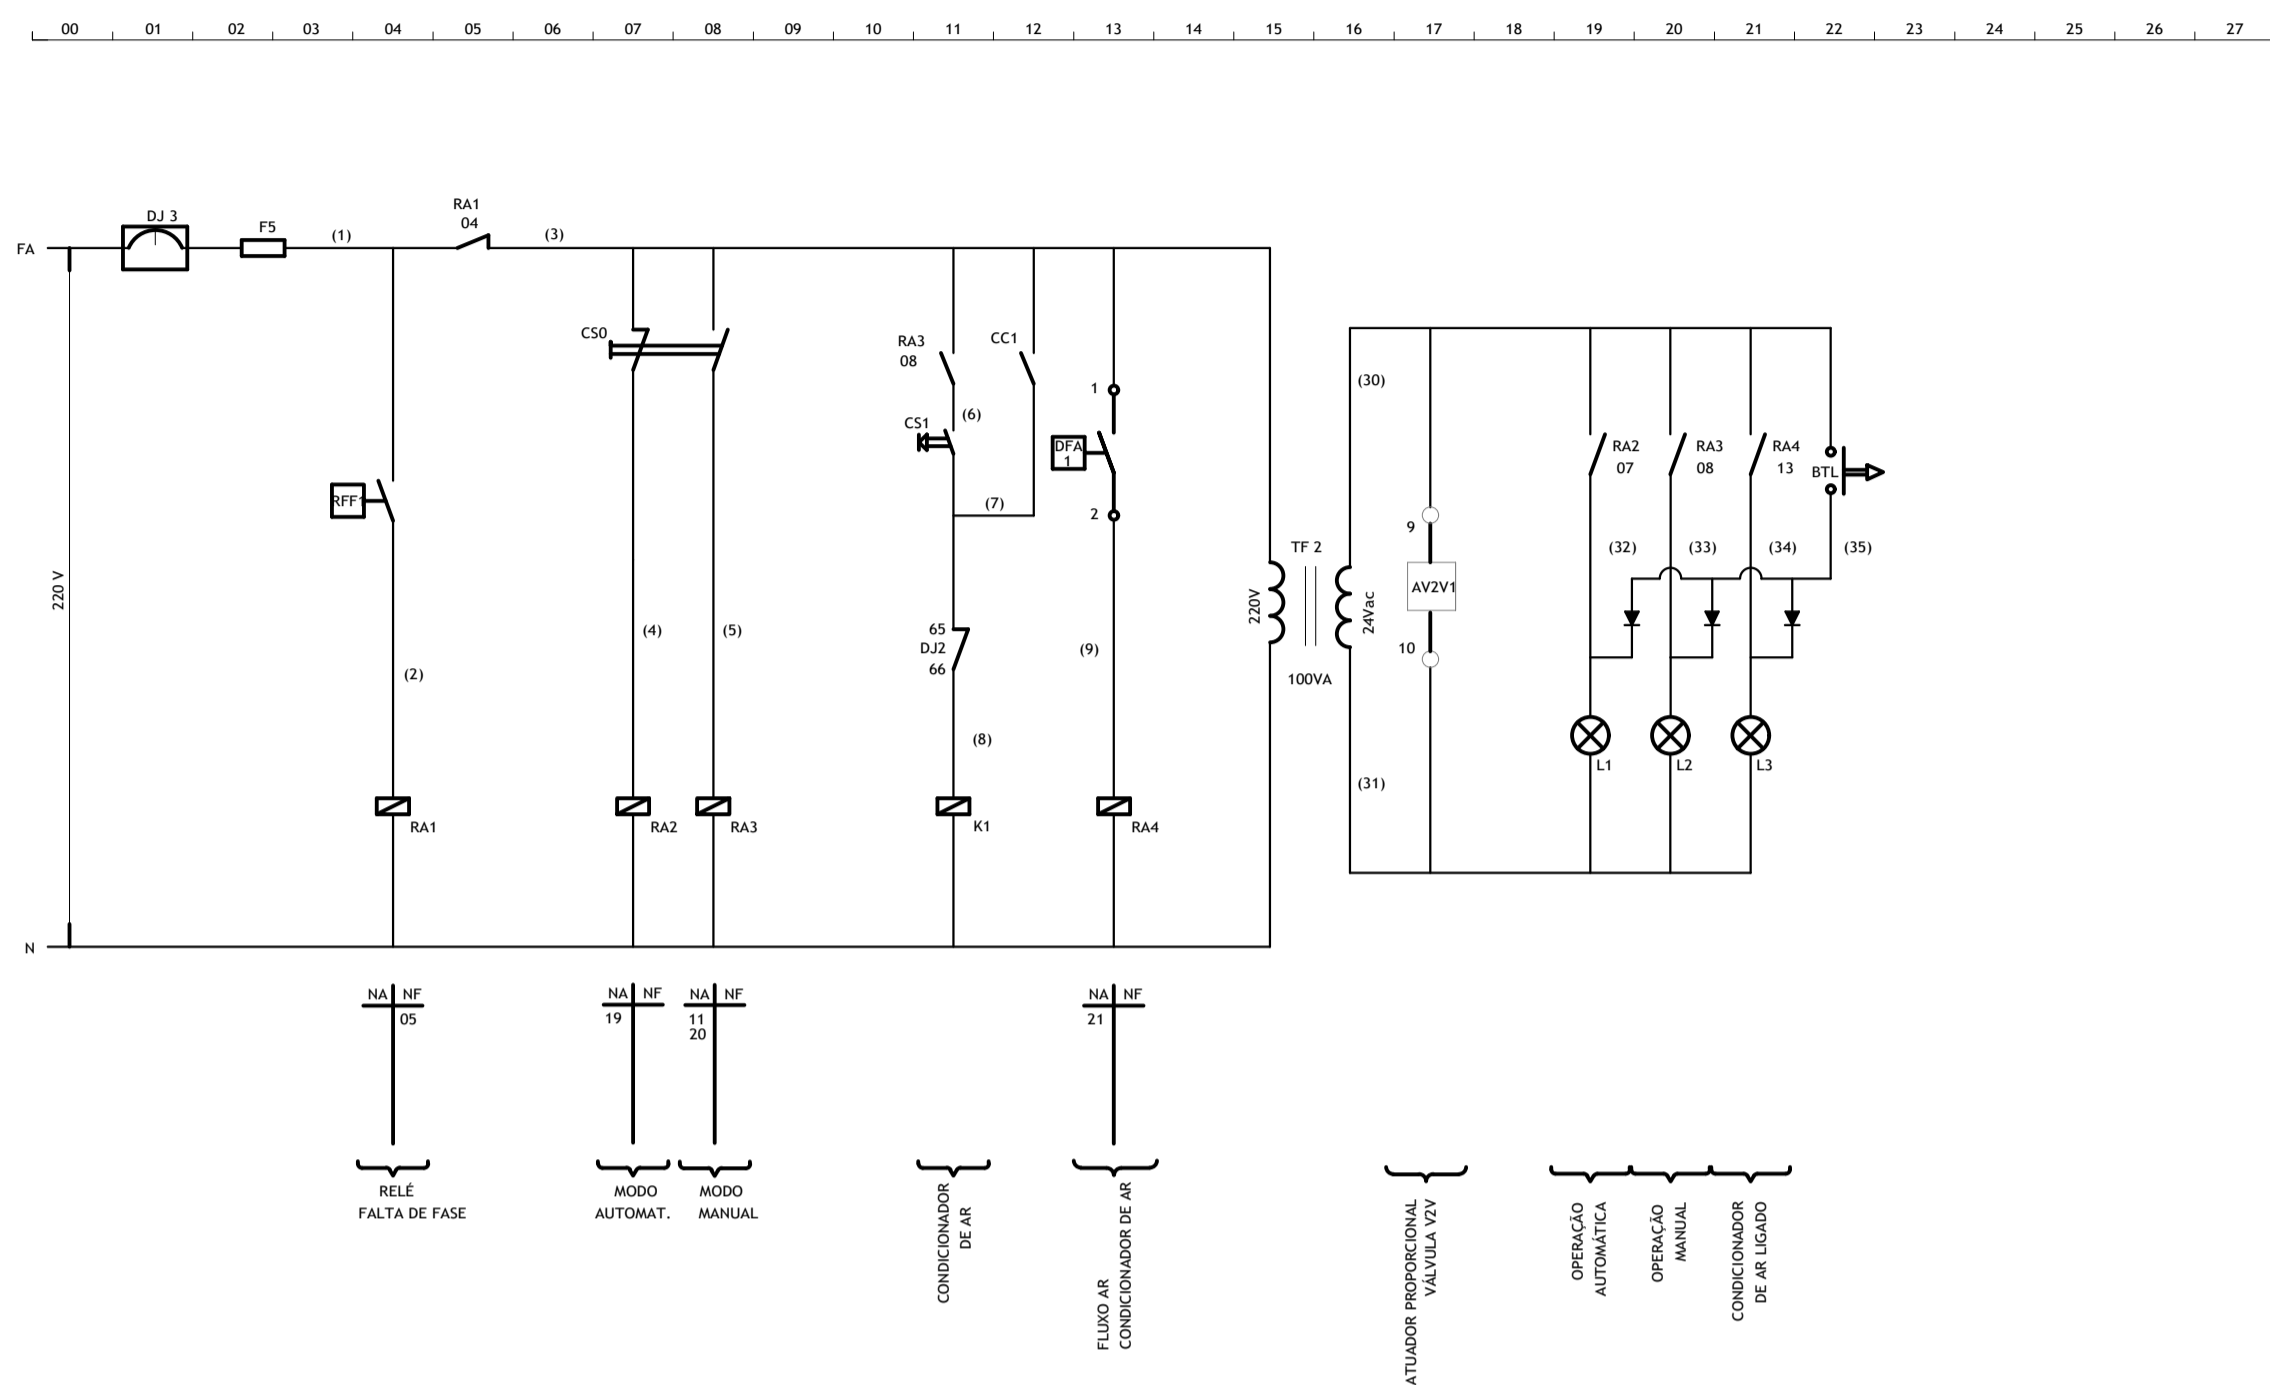 00 01 02 03 04 05 06 07 08 09 10 11 12 13 14 15 16 17 18 19 20 21 22 23 24 25 26 27
RA1
04
DJ 3
F5
(1)
(3)
FA
CS0
RA3
08
CC1
CS1
(6)
1
DFA
1
2
(7)
RFF1
220 V
(2)
(4)
(5)
65
DJ2
66
(8)
(9)
RA1
RA2
RA3
K1
RA4
N
TF 2
220V
24Vac
100VA
(30)
(31)
9
AV2V1
10
RA2
07
RA3
08
RA4
13
BTL
(32)
(33)
(34)
(35)
L1
L2
L3
NA NF
05
NA NF
19
NA NF
11
20
NA NF
21
RELÉ
FALTA DE FASE
MODO
AUTOMAT.
MODO
MANUAL
CONDICIONADOR
DE AR
FLUXO AR
CONDICIONADOR DE AR
ATUADOR PROPORCIONAL
VÁLVULA V2V
OPERAÇÃO
AUTOMÁTICA
OPERAÇÃO
MANUAL
CONDICIONADOR
DE AR LIGADO